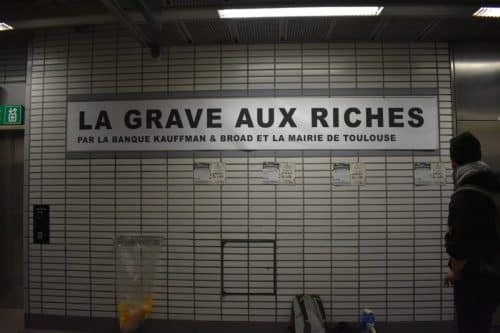 LA GRAVE AUX RICHES
PAR LA BANQUE KAUFFMAN & BROAD ET LA MAIRIE DE TOULOUSE